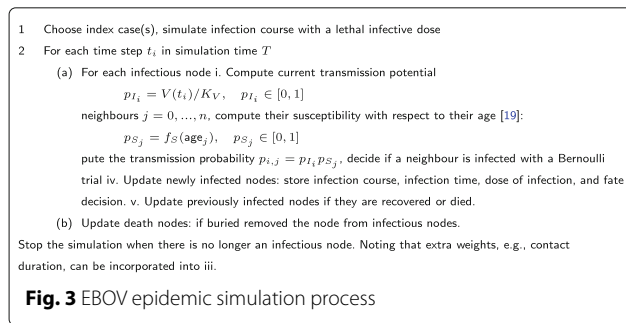 1 Choose index case(s), simulate infection course with a lethal infective dose
2 For each time step t_i in simulation time T
(a) For each infectious node i. Compute current transmission potential
p_{I_i} = V(t_i)/K_V, p_{I_i} ∈ [0, 1]
neighbours j = 0, ..., n, compute their susceptibility with respect to their age [19]:
p_{S_j} = f_S(age_j), p_{S_j} ∈ [0, 1]
pute the transmission probability p_{i,j} = p_{I_i} p_{S_j}, decide if a neighbour is infected with a Bernoulli
trial iv. Update newly infected nodes: store infection course, infection time, dose of infection, and fate
decision. v. Update previously infected nodes if they are recovered or died.
(b) Update death nodes: if buried removed the node from infectious nodes.
Stop the simulation when there is no longer an infectious node. Noting that extra weights, e.g., contact
duration, can be incorporated into iii.
Fig. 3 EBOV epidemic simulation process